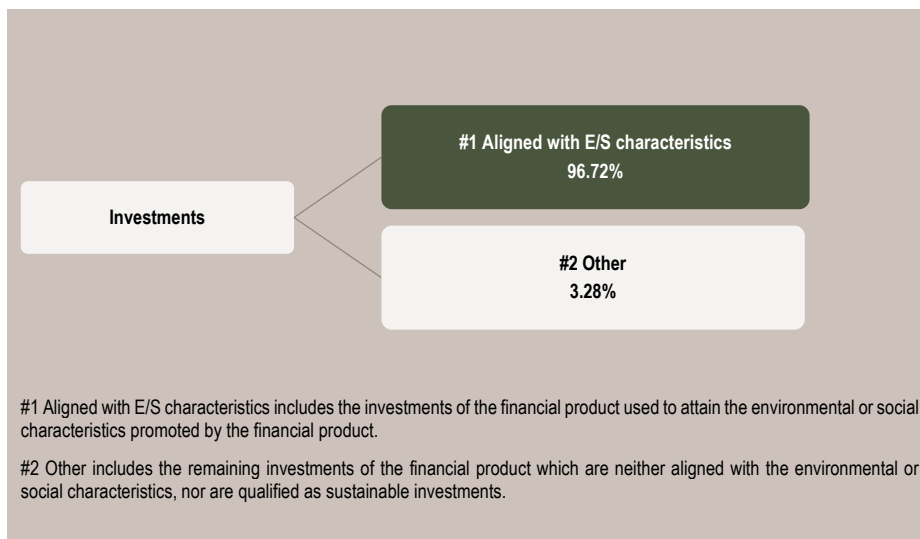 #1 Aligned with E/S characteristics
96.72%
Investments
#2 Other
3.28%
#1 Aligned with E/S characteristics includes the investments of the financial product used to attain the environmental or social
characteristics promoted by the financial product.
#2 Other includes the remaining investments of the financial product which are neither aligned with the environmental or
social characteristics, nor are qualified as sustainable investments.